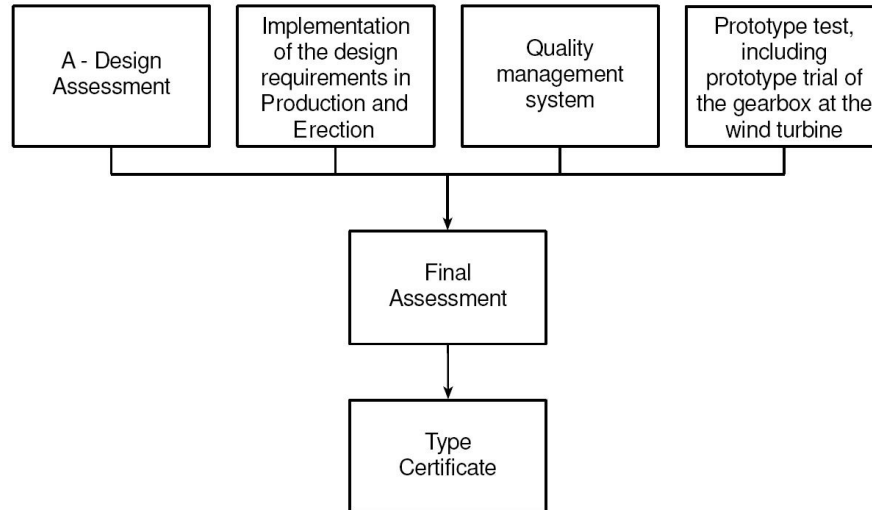 A - Design
Assessment
Implementation
of the design
requirements in
Production and
Erection
Quality
management
system
Prototype test,
including
prototype trial of
the gearbox at the
wind turbine
Final
Assessment
Type
Certificate